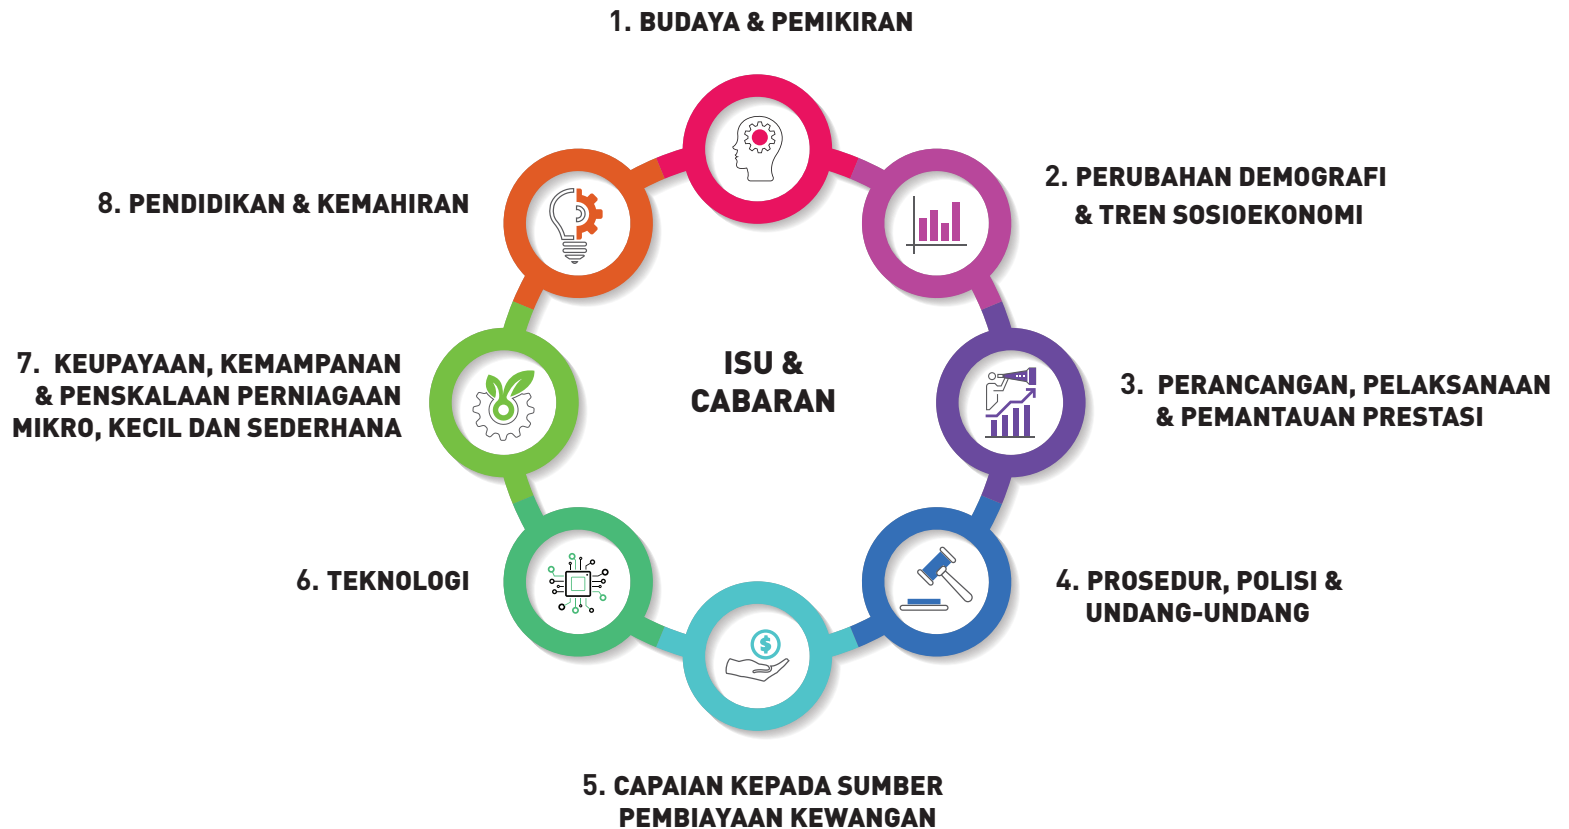 1. BUDAYA & PEMIKIRAN
2. PERUBAHAN DEMOGRAFI
& TREN SOSIOEKONOMI
3. PERANCANGAN, PELAKSANAAN
& PEMANTAUAN PRESTASI
4. PROSEDUR, POLISI &
UNDANG-UNDANG
5. CAPAIAN KEPADA SUMBER
PEMBIAYAAN KEWANGAN
6. TEKNOLOGI
7. KEUPAYAAN, KEMAMPANAN
& PENSKALAAN PERNIAGAAN
MIKRO, KECIL DAN SEDERHANA
8. PENDIDIKAN & KEMAHIRAN
ISU &
CABARAN
$